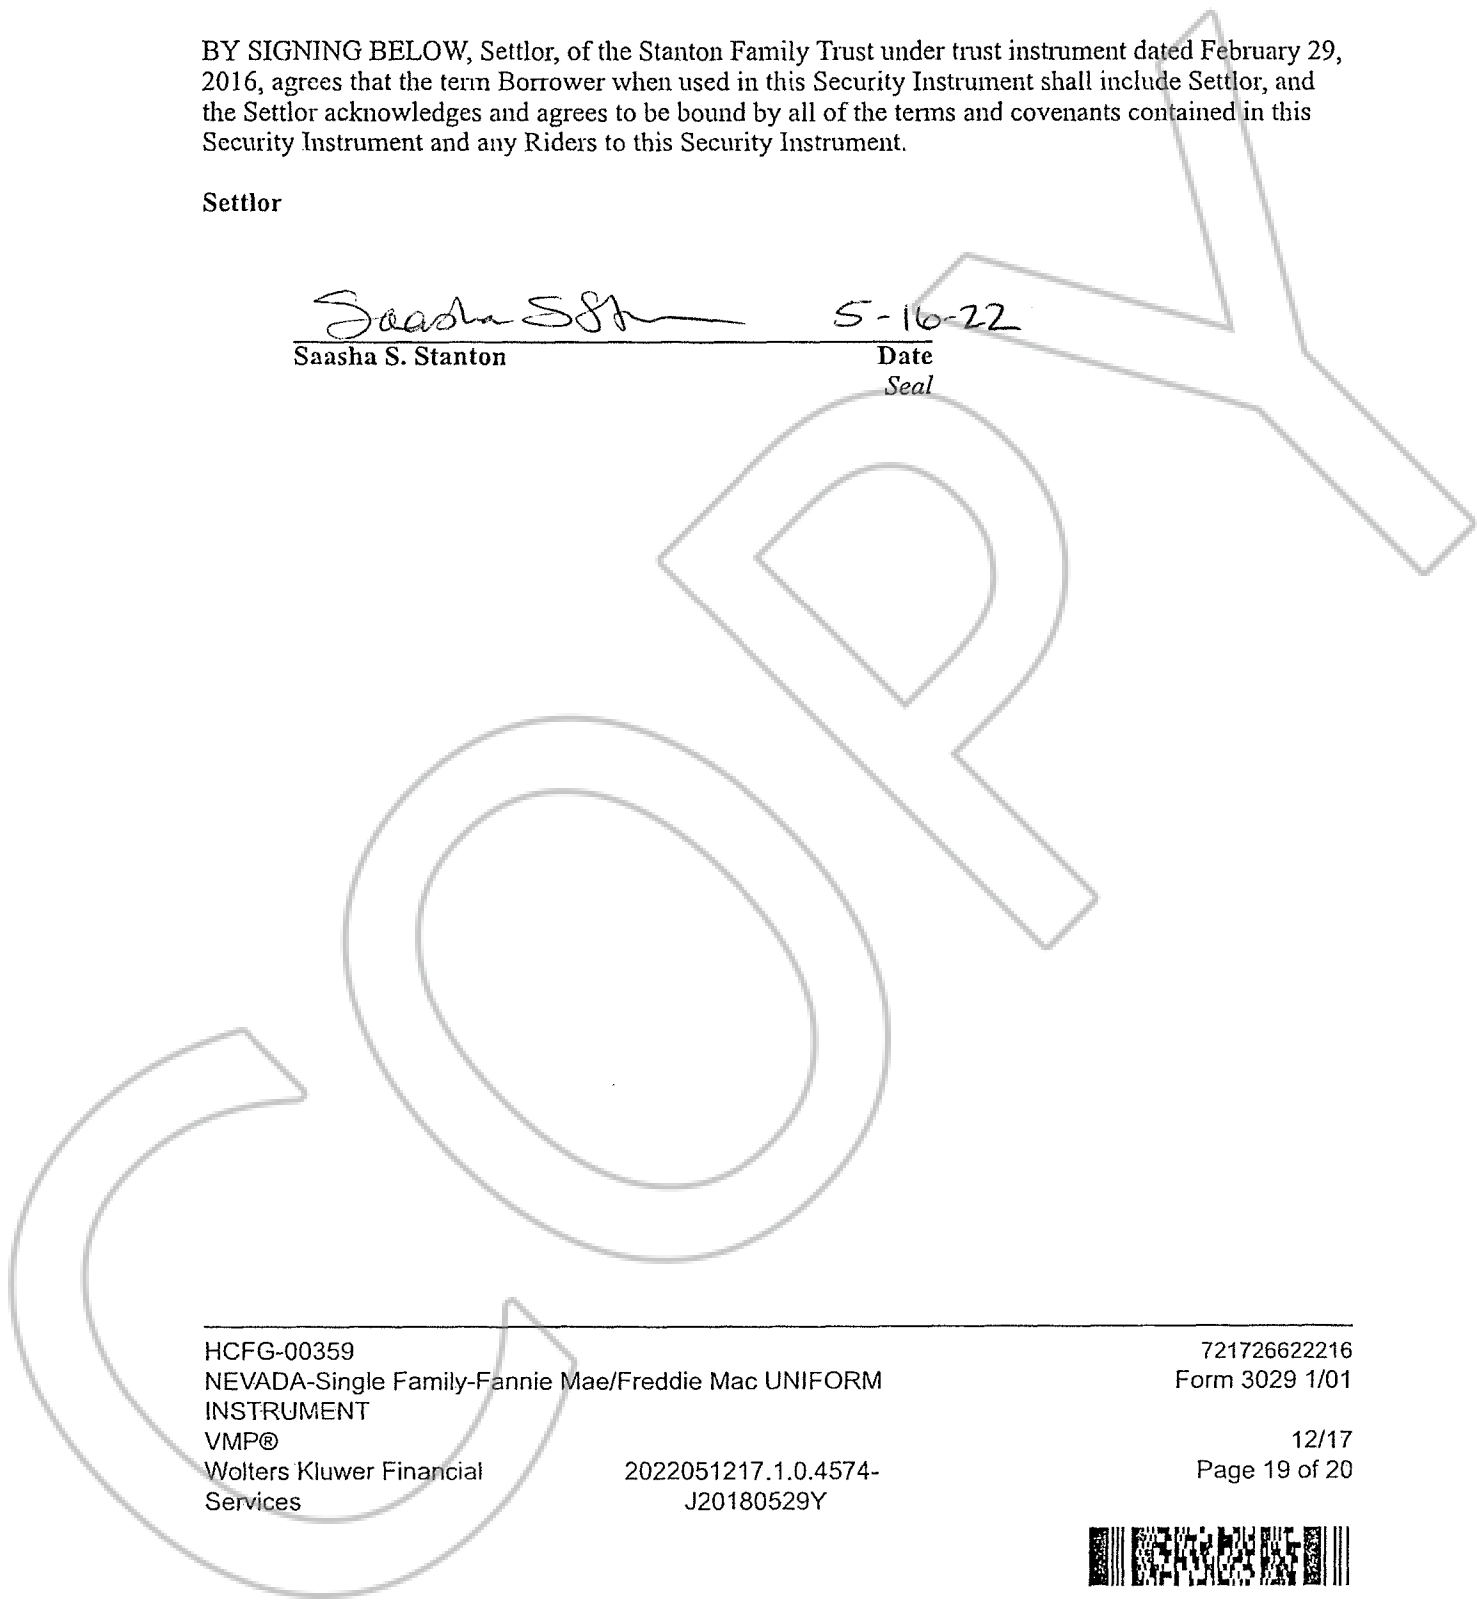 BY SIGNING BELOW, Settlor, of the Stanton Family Trust under trust instrument dated February 29,
2016, agrees that the term Borrower when used in this Security Instrument shall include Settlor, and
the Settlor acknowledges and agrees to be bound by all of the terms and covenants contained in this
Security Instrument and any Riders to this Security Instrument.
Settlor
Saasha S St 5-16-22
Saasha S. Stanton Date
Seal
COPY
HCFG-00359 721726622216
NEVADA-Single Family-Fannie Mae/Freddie Mac UNIFORM Form 3029 1/01
INSTRUMENT
VMP® 12/17
Wolters Kluwer Financial 2022051217.1.0.4574- Page 19 of 20
Services J20180529Y